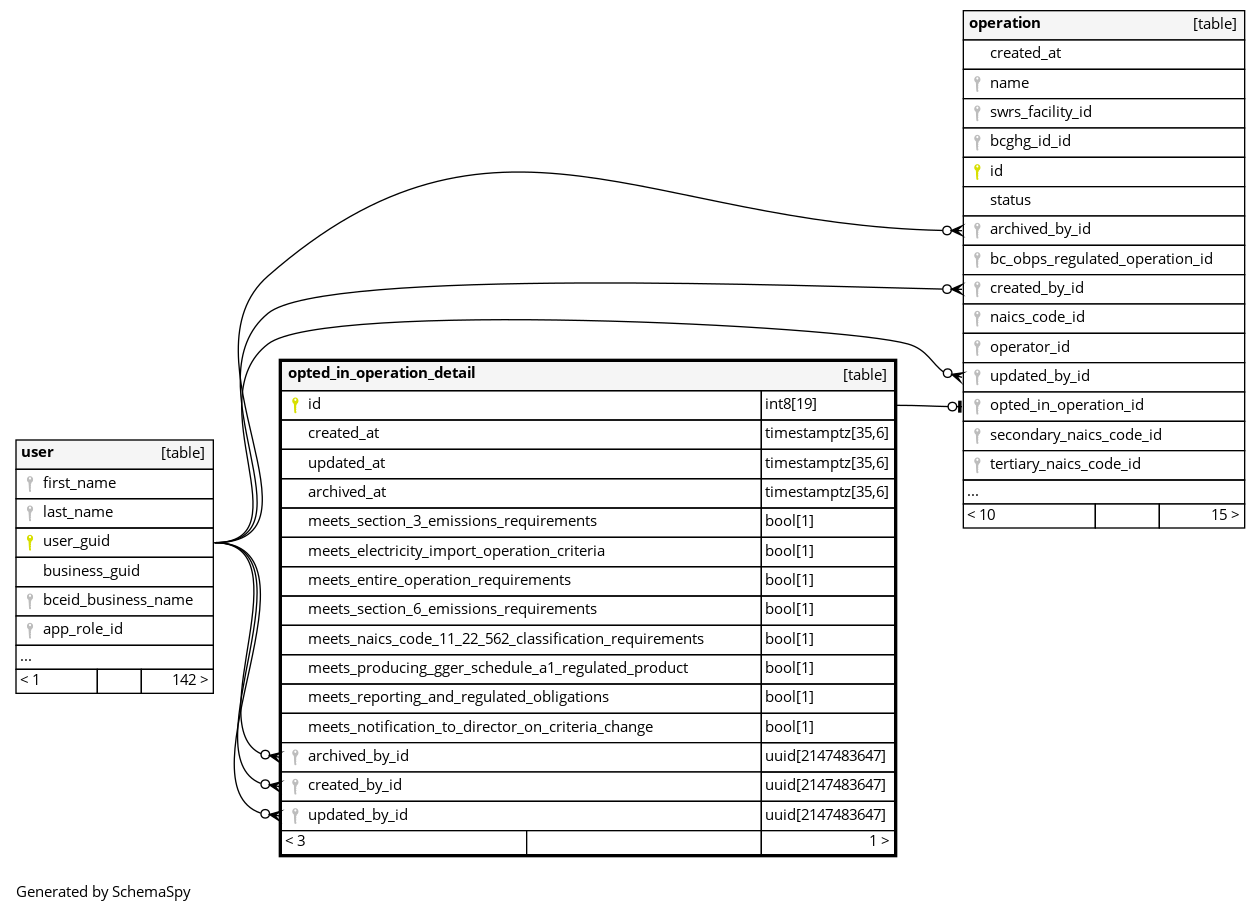 operation [table]
created_at
name
swrs_facility_id
bcghg_id_id
id
status
archived_by_id
bc_obps_regulated_operation_id
created_by_id
naics_code_id
operator_id
updated_by_id
opted_in_operation_id
secondary_naics_code_id
tertiary_naics_code_id
...
< 10 15 >
opted_in_operation_detail [table]
id int8[19]
created_at timestamptz[35,6]
updated_at timestamptz[35,6]
archived_at timestamptz[35,6]
meets_section_3_emissions_requirements bool[1]
meets_electricity_import_operation_criteria bool[1]
meets_entire_operation_requirements bool[1]
meets_section_6_emissions_requirements bool[1]
meets_naics_code_11_22_562_classification_requirements bool[1]
meets_producing_gger_schedule_a1_regulated_product bool[1]
meets_reporting_and_regulated_obligations bool[1]
meets_notification_to_director_on_criteria_change bool[1]
archived_by_id uuid[2147483647]
created_by_id uuid[2147483647]
updated_by_id uuid[2147483647]
< 3 1 >
user [table]
first_name
last_name
user_guid
business_guid
bceid_business_name
app_role_id
...
< 1 142 >
Generated by SchemaSpy